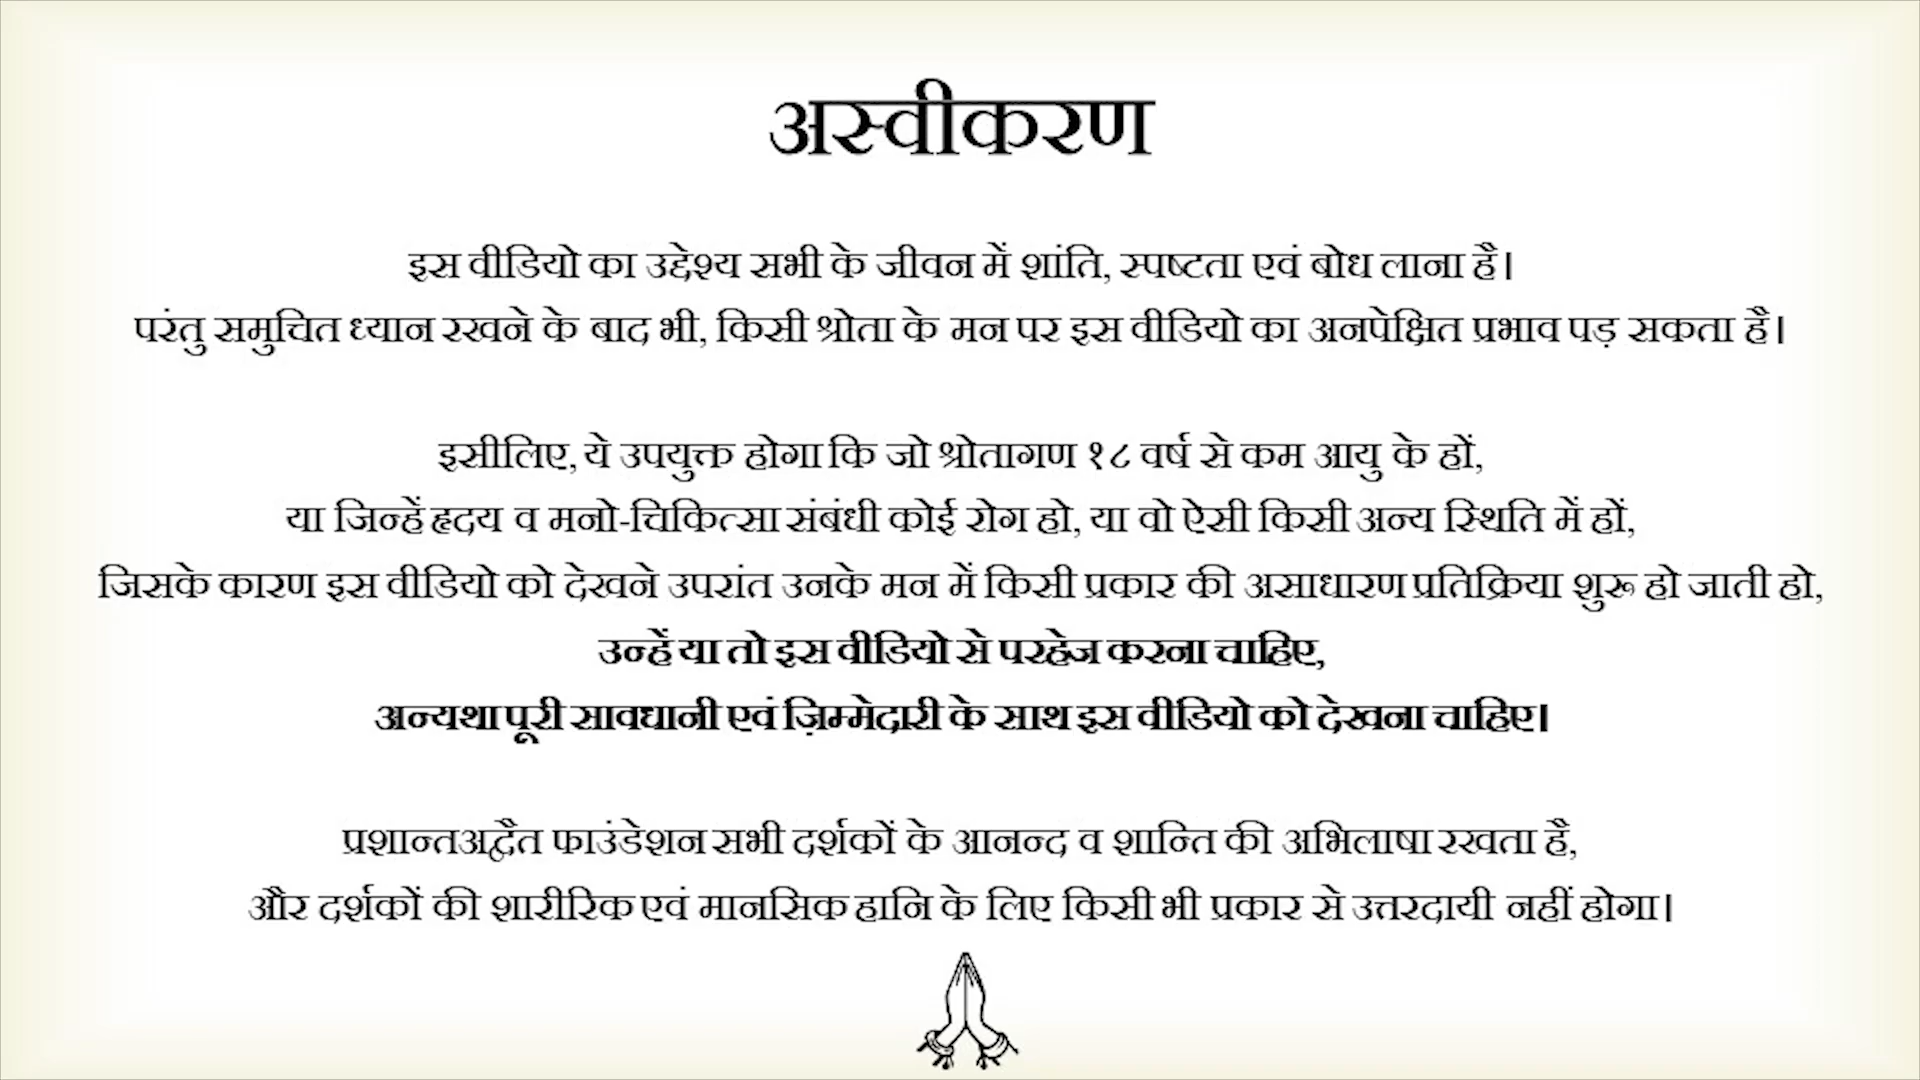 अस्वीकरण
इस वीडियो का उद्देश्य सभी के जीवन में शांति, स्पष्टता एवं बोध लाना है।
परंतु समुचित ध्यान रखने के बाद भी, किसी श्रोता के मन पर इस वीडियो का अनपेक्षित प्रभाव पड़ सकता है।
इसीलिए, ये उपयुक्त होगा कि जो श्रोतागण १८ वर्ष से कम आयु के हों,
या जिन्हें हृदय व मनो-चिकित्सा संबंधी कोई रोग हो, या वो ऐसी किसी अन्य स्थिति में हों,
जिसके कारण इस वीडियो को देखने उपरांत उनके मन में किसी प्रकार की असाधारण प्रतिक्रिया शुरू हो जाती हो,
उन्हें या तो इस वीडियो से परहेज करना चाहिए,
अन्यथा पूरी सावधानी एवं ज़िम्मेदारी के साथ इस वीडियो को देखना चाहिए।
प्रशान्तअद्वैत फाउंडेशन सभी दर्शकों के आनन्द व शान्ति की अभिलाषा रखता है,
और दर्शकों की शारीरिक एवं मानसिक हानि के लिए किसी भी प्रकार से उत्तरदायी नहीं होगा।